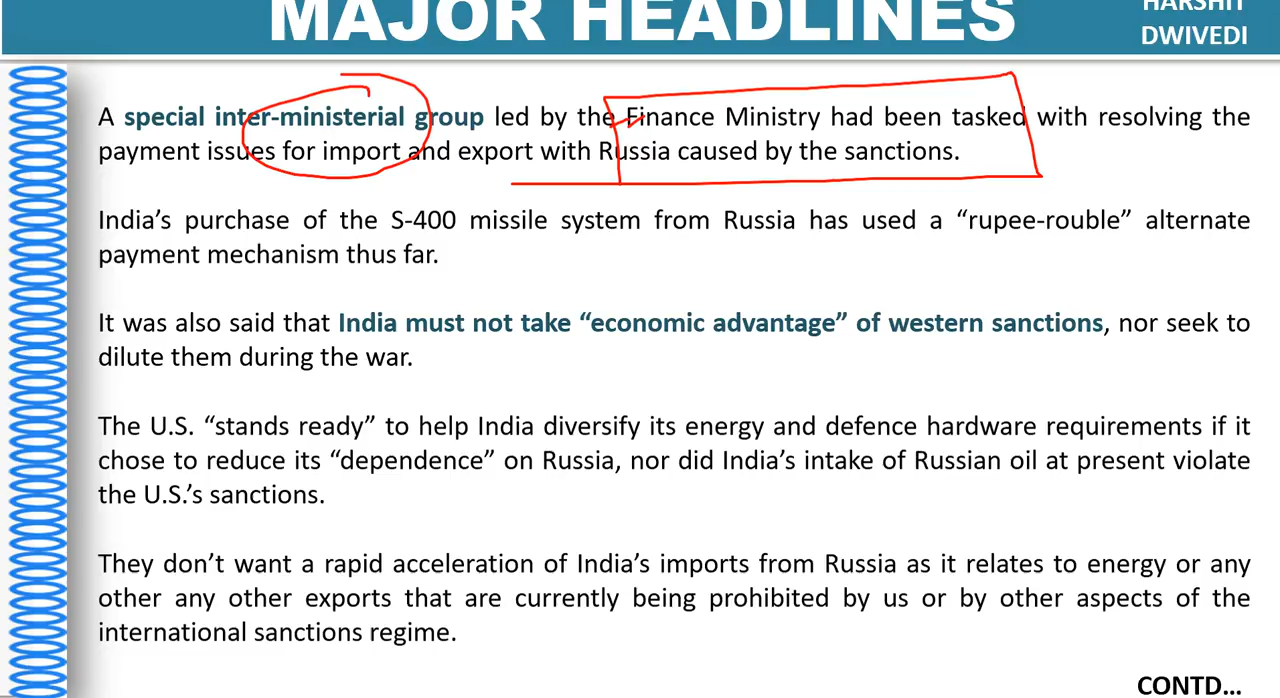 MAJOR HEADLINES
HARSHIT
DWIVEDI
A special inter-ministerial group led by the Finance Ministry had been tasked with resolving the
payment issues for import and export with Russia caused by the sanctions.
India’s purchase of the S-400 missile system from Russia has used a “rupee-rouble” alternate
payment mechanism thus far.
It was also said that India must not take “economic advantage” of western sanctions, nor seek to
dilute them during the war.
The U.S. “stands ready” to help India diversify its energy and defence hardware requirements if it
chose to reduce its “dependence” on Russia, nor did India’s intake of Russian oil at present violate
the U.S.’s sanctions.
They don’t want a rapid acceleration of India’s imports from Russia as it relates to energy or any
other any other exports that are currently being prohibited by us or by other aspects of the
international sanctions regime.
CONTD...